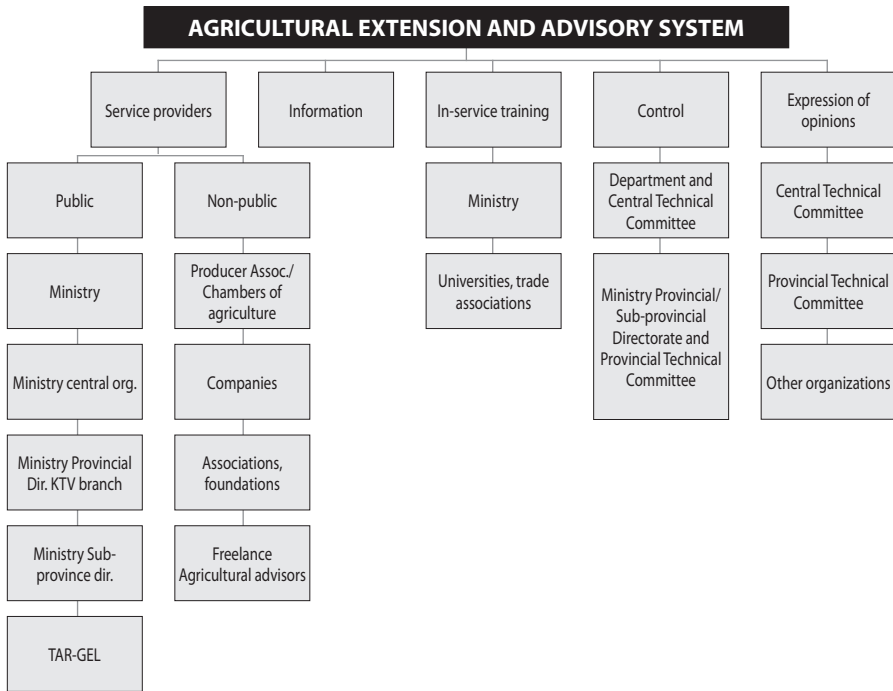 AGRICULTURAL EXTENSION AND ADVISORY SYSTEM
Service providers
Information
In-service training
Control
Expression of
opinions
Public
Non-public
Ministry
Department and
Central Technical
Committee
Central Technical
Committee
Ministry
Producer Assoc./
Chambers of
agriculture
Universities, trade
associations
Ministry Provincial/
Sub-provincial
Directorate and
Provincial Technical
Committee
Provincial Technical
Committee
Ministry central org.
Companies
Other organizations
Ministry Provincial
Dir. KTV branch
Associations,
foundations
Ministry Sub-
province dir.
Freelance
Agricultural advisors
TAR-GEL